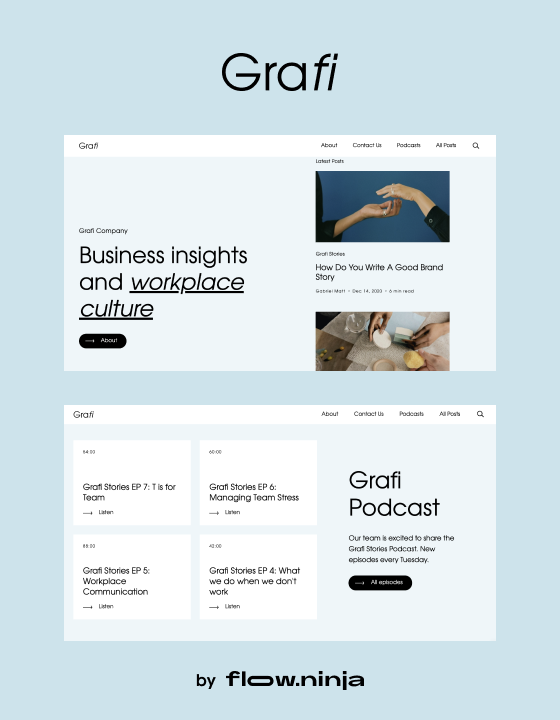 Grafi
Grafi
About
Contact Us
Podcasts
All Posts
Latest Posts
Grafi Company
Business insights
and workplace
culture
About
Grafi Stories
How Do You Write A Good Brand
Story
Gabriel Matt • Dec 14, 2020 • 6 min read
Grafi
About
Contact Us
Podcasts
All Posts
54:00
Grafi Stories EP 7: T is for
Team
Listen
60:00
Grafi Stories EP 6:
Managing Team Stress
Listen
55:00
Grafi Stories EP 5:
Workplace
Communication
Listen
42:00
Grafi Stories EP 4: What
we do when we don't
work
Listen
Grafi
Podcast
Our team is excited to share the
Grafi Stories Podcast. New
episodes every Tuesday.
All episodes
by flow.ninja